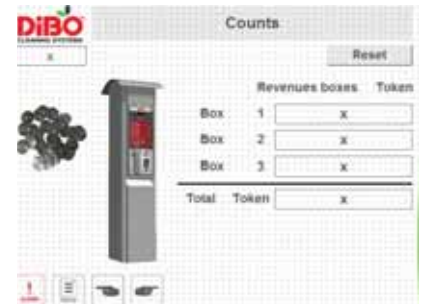 DiBO
CLEANING SYSTEMS
Counts
x
Reset
Revenues boxes Token
Box 1 x
Box 2 x
Box 3 x
Total Token x